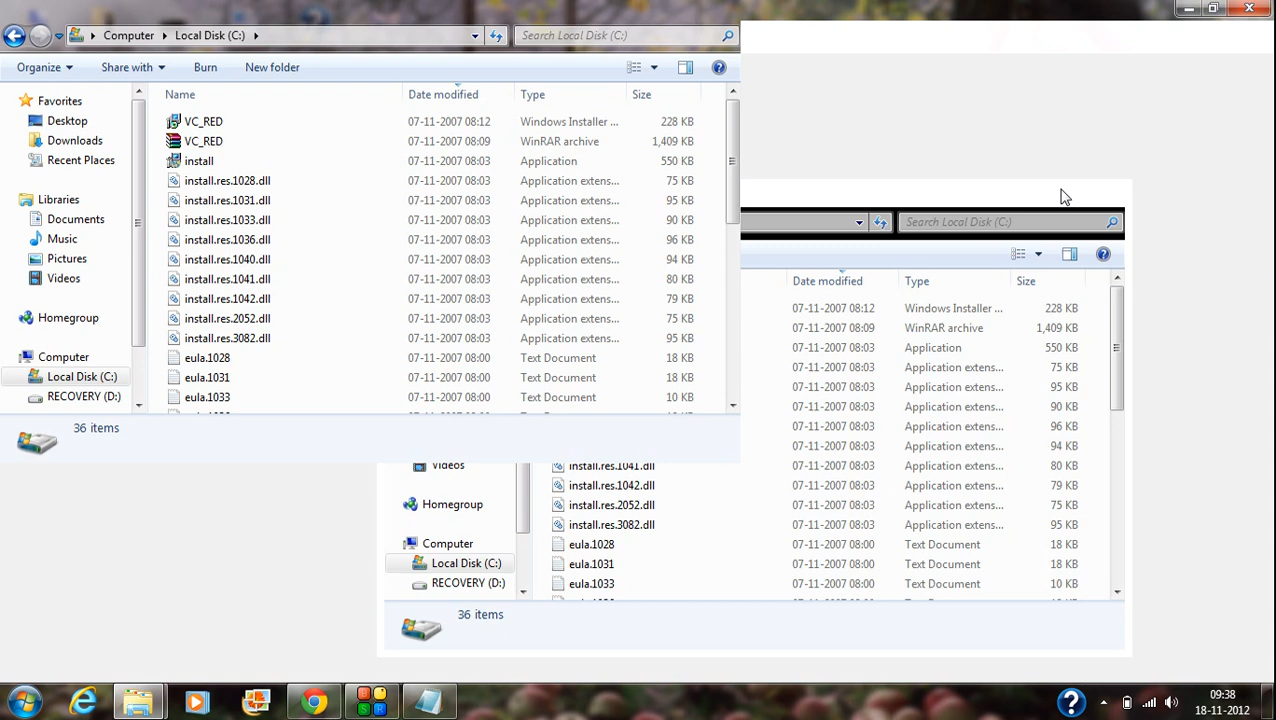 Computer Local Disk (C:) Search Local Disk (C:)
Organize Share with Burn New folder
Name Date modified Type Size
Favorites
Desktop
Downloads
Recent Places
Libraries
Documents
Music
Pictures
Videos
Homegroup
Computer
Local Disk (C:)
RECOVERY (D:)
VC_RED 07-11-2007 08:12 Windows Installer ... 228 KB
VC_RED 07-11-2007 08:09 WinRAR archive 1,409 KB
install 07-11-2007 08:03 Application 550 KB
install.res.1028.dll 07-11-2007 08:03 Application extens... 75 KB
install.res.1031.dll 07-11-2007 08:03 Application extens... 95 KB
install.res.1033.dll 07-11-2007 08:03 Application extens... 90 KB
install.res.1036.dll 07-11-2007 08:03 Application extens... 96 KB
install.res.1040.dll 07-11-2007 08:03 Application extens... 94 KB
install.res.1041.dll 07-11-2007 08:03 Application extens... 80 KB
install.res.1042.dll 07-11-2007 08:03 Application extens... 79 KB
install.res.2052.dll 07-11-2007 08:03 Application extens... 75 KB
install.res.3082.dll 07-11-2007 08:03 Application extens... 95 KB
eula.1028 07-11-2007 08:00 Text Document 18 KB
eula.1031 07-11-2007 08:00 Text Document 18 KB
eula.1033 07-11-2007 08:00 Text Document 10 KB
36 items
Search Local Disk (C:)
Date modified Type Size
07-11-2007 08:12 Windows Installer ... 228 KB
07-11-2007 08:09 WinRAR archive 1,409 KB
07-11-2007 08:03 Application 550 KB
07-11-2007 08:03 Application extens... 75 KB
07-11-2007 08:03 Application extens... 95 KB
07-11-2007 08:03 Application extens... 90 KB
07-11-2007 08:03 Application extens... 96 KB
07-11-2007 08:03 Application extens... 94 KB
install.res.1041.dll 07-11-2007 08:03 Application extens... 80 KB
install.res.1042.dll 07-11-2007 08:03 Application extens... 79 KB
install.res.2052.dll 07-11-2007 08:03 Application extens... 75 KB
install.res.3082.dll 07-11-2007 08:03 Application extens... 95 KB
eula.1028 07-11-2007 08:00 Text Document 18 KB
eula.1031 07-11-2007 08:00 Text Document 18 KB
eula.1033 07-11-2007 08:00 Text Document 10 KB
Videos
Homegroup
Computer
Local Disk (C:)
RECOVERY (D:)
36 items
09:38
18-11-2012